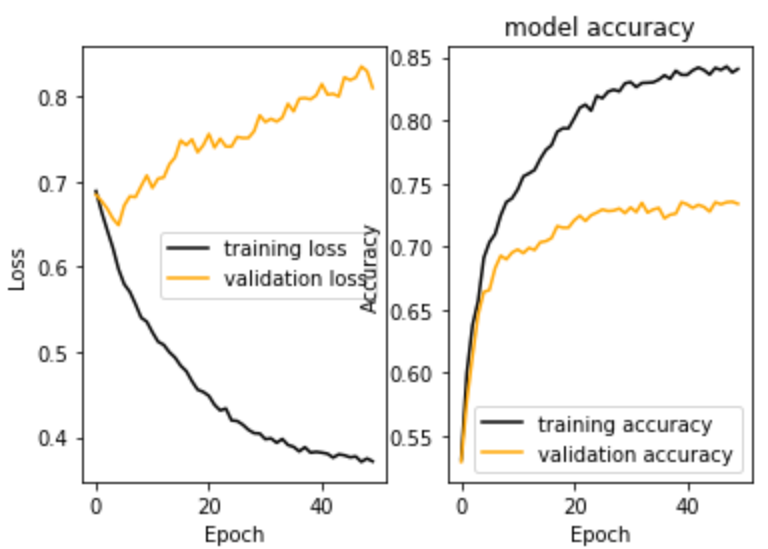 model accuracy
0.8
0.7
0.6
0.5
0.4
Loss
training loss
validation loss
0
20
40
Epoch
0.85
0.80
0.75
0.70
0.65
0.60
0.55
Accuracy
training accuracy
validation accuracy
0
20
40
Epoch